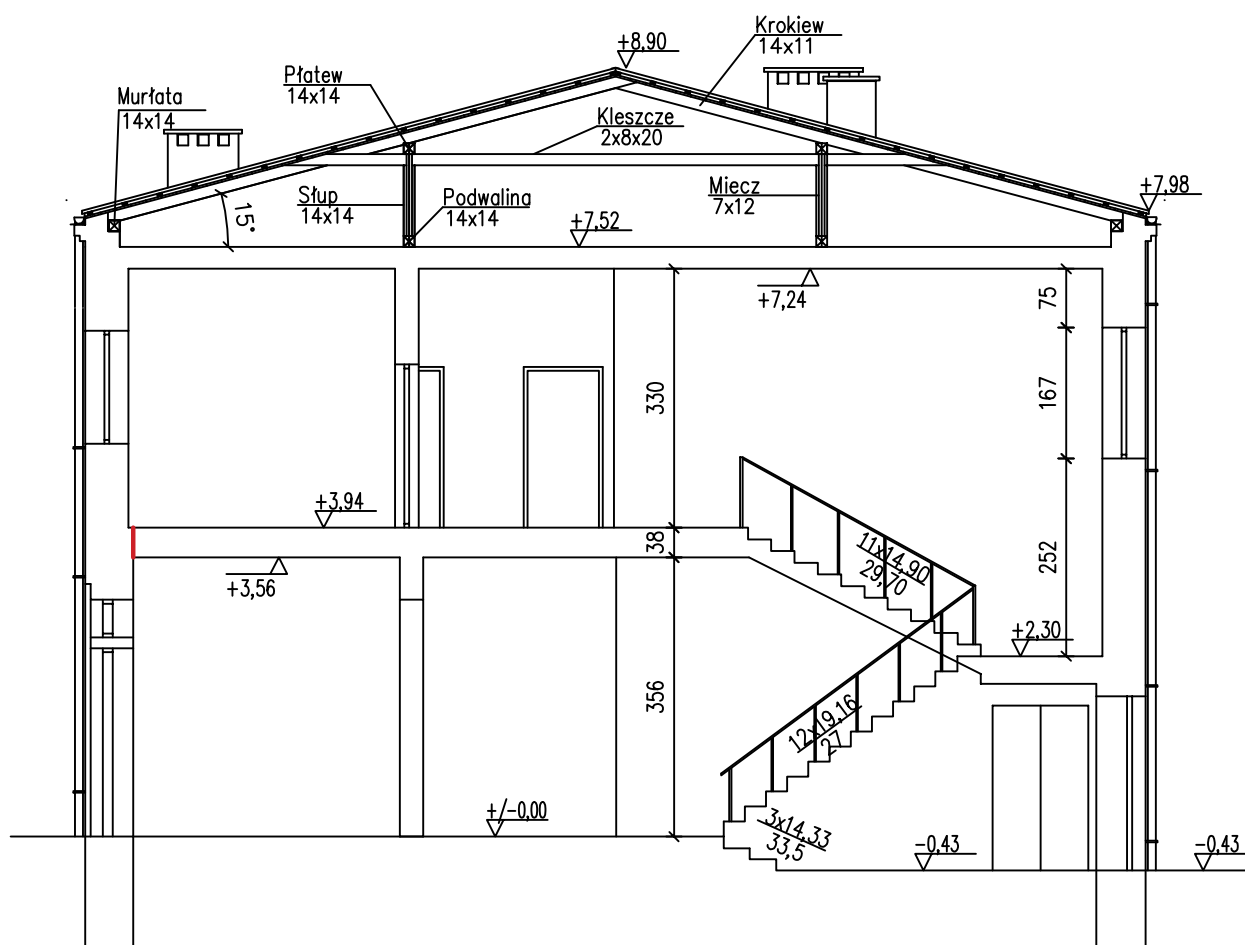 Krokiew
14x11
+8,90
Płatew
14x14
Murłata
14x14
Kleszcze
2x8x20
Słup
14x14
Podwalina
14x14
Miecz
7x12
+7,98
15°
+7,52
+7,24
75
330
167
+3,94
38
252
+3,56
11x14,90
29,70
+2,30
356
12x19,16
27
+/-0,00
3x14,33
33,5
-0,43
-0,43